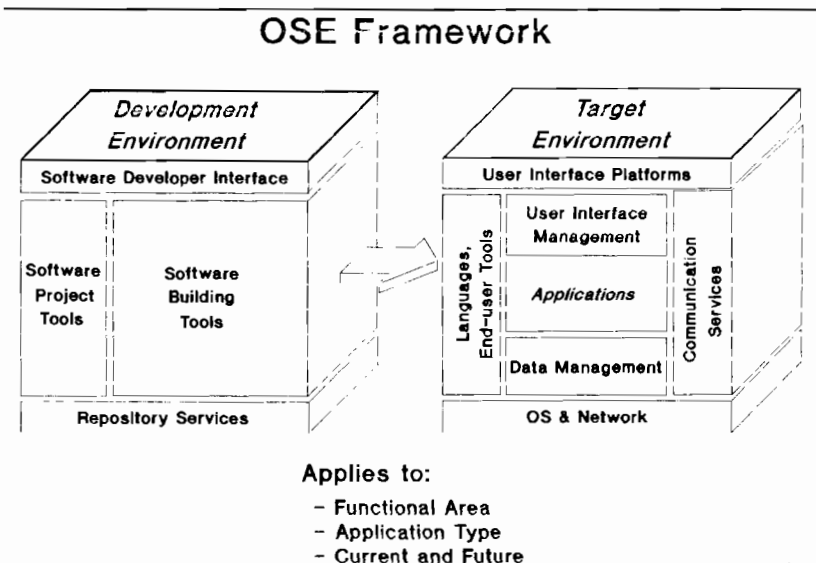 OSE Framework
Development
Environment
Software Developer Interface
Software
Project
Tools
Software
Building
Tools
Repository Services
Target
Environment
User Interface Platforms
Languages,
End-user Tools
User Interface
Management
Applications
Data Management
Communication
Services
OS & Network
Applies to:
- Functional Area
- Application Type
- Current and Future